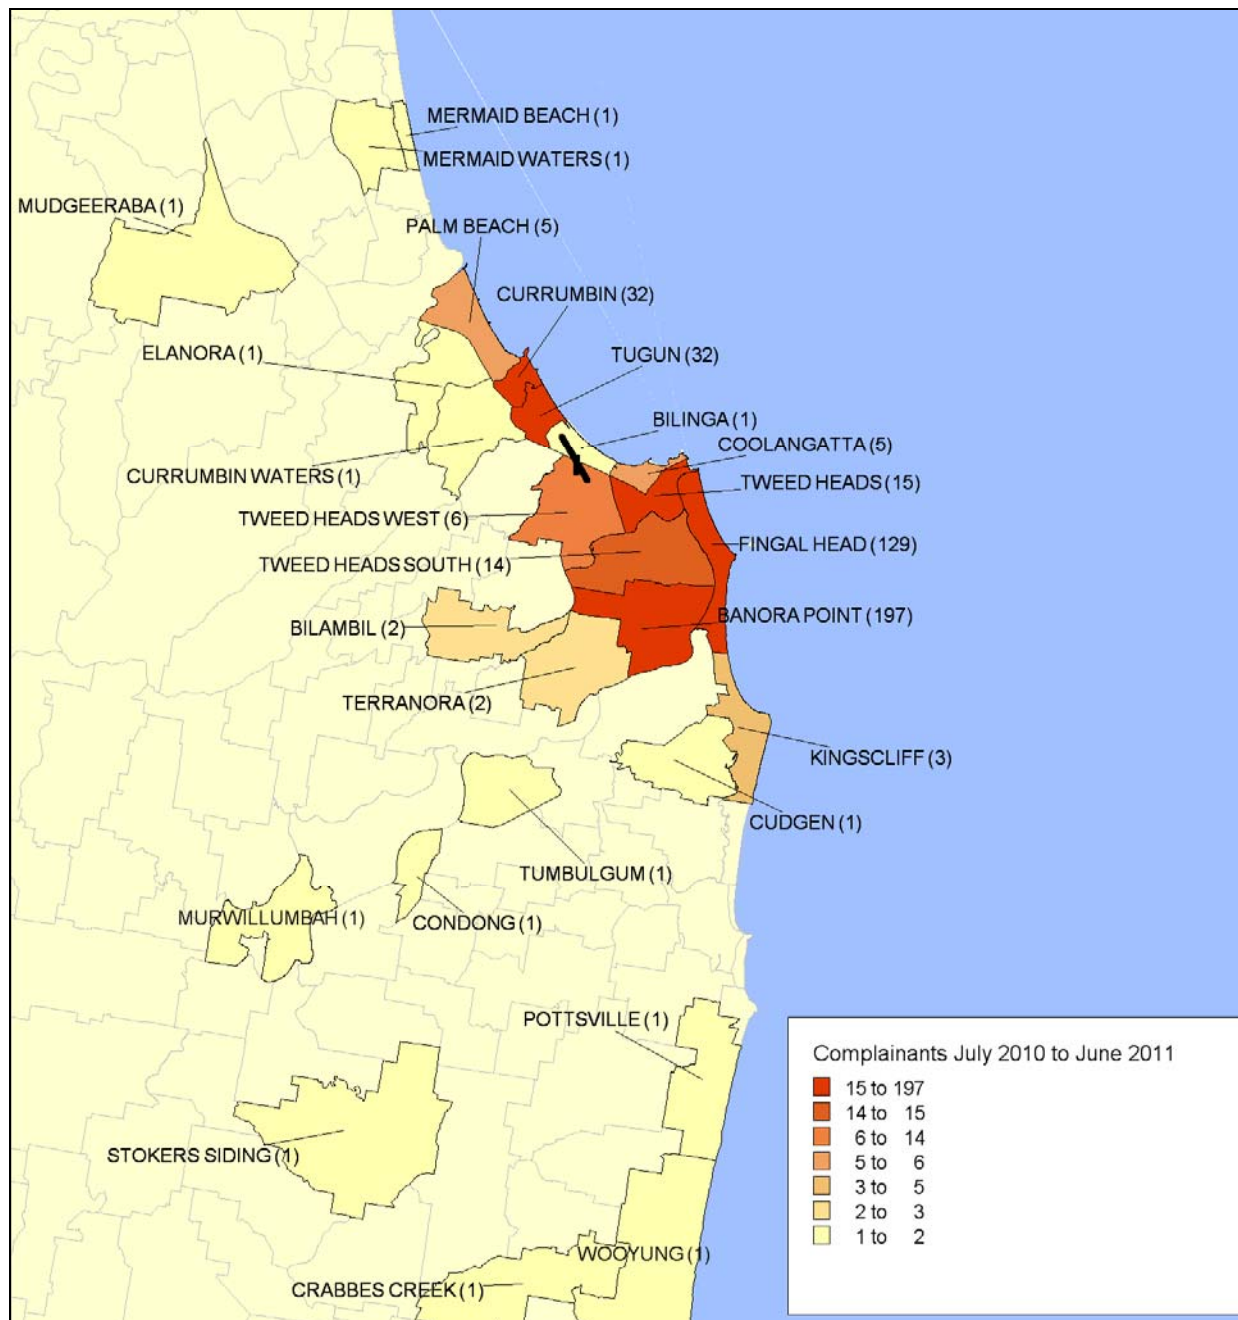 MERMAID BEACH (1)
MERMAID WATERS (1)
MUDGEERABA (1)
PALM BEACH (5)
CURRUMBIN (32)
ELANORA (1)
TUGUN (32)
BILINGA (1)
COOLANGATTA (5)
CURRUMBIN WATERS (1)
TWEED HEADS (15)
TWEED HEADS WEST (6)
FINGAL HEAD (129)
TWEED HEADS SOUTH (14)
BANORA POINT (197)
BILAMBIL (2)
TERRANORA (2)
KINGSCLIFF (3)
CUDGEN (1)
TUMBULGUM (1)
MURWILLUMBAH (1)
CONDONG (1)
POTTSVILLE (1)
STOKERS SIDING (1)
WOOYUNG (1)
CRABBES CREEK (1)
Complainants July 2010 to June 2011
15 to 197
14 to 15
6 to 14
5 to 6
3 to 5
2 to 3
1 to 2